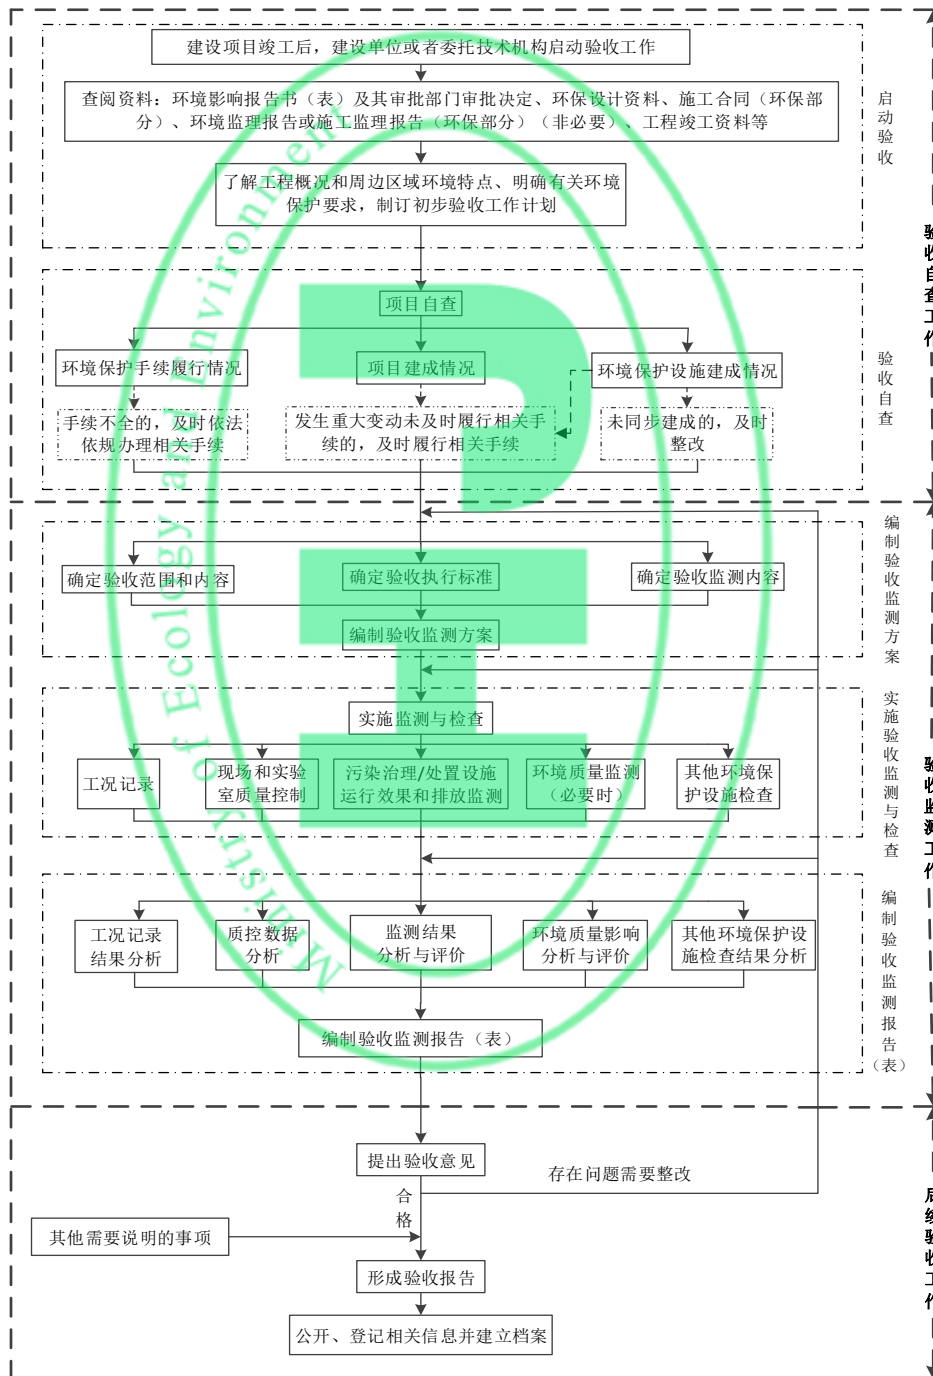 建设项目竣工后，建设单位或者委托技术机构启动验收工作
查阅资料：环境影响报告书（表）及其审批部门审批决定、环保设计资料、施工合同（环保部
分）、环境监理报告或施工监理报告（环保部分）（非必要）、工程竣工资料等
了解工程概况和周边区域环境特点、明确有关环境
保护要求，制订初步验收工作计划
启动验收
项目自查
环境保护手续履行情况
项目建成情况
环境保护设施建成情况
手续不全的，及时依法
依规办理相关手续
发生重大变动未及时履行相关手
续的，及时履行相关手续
未同步建成的，及时
整改
验收自查
验收自查工作
确定验收范围和内容
确定验收执行标准
确定验收监测内容
编制验收监测方案
编制验收监测方案
实施监测与检查
工况记录
现场和实验
室质量控制
污染治理/处置设施
运行效果和排放监测
环境质量监测
（必要时）
其他环境保
护设施检查
实施验收监测与检查
验收监测工作
工况记录
结果分析
质控数据
分析
监测结果
分析与评价
环境质量影响
分析与评价
其他环境保护设
施检查结果分析
编制验收监测报告（表）
编制验收监测报告（表）
提出验收意见
存在问题需要整改
合格
其他需要说明的事项
形成验收报告
公开、登记相关信息并建立档案
后续验收工作
Ministry of Ecology and Environment